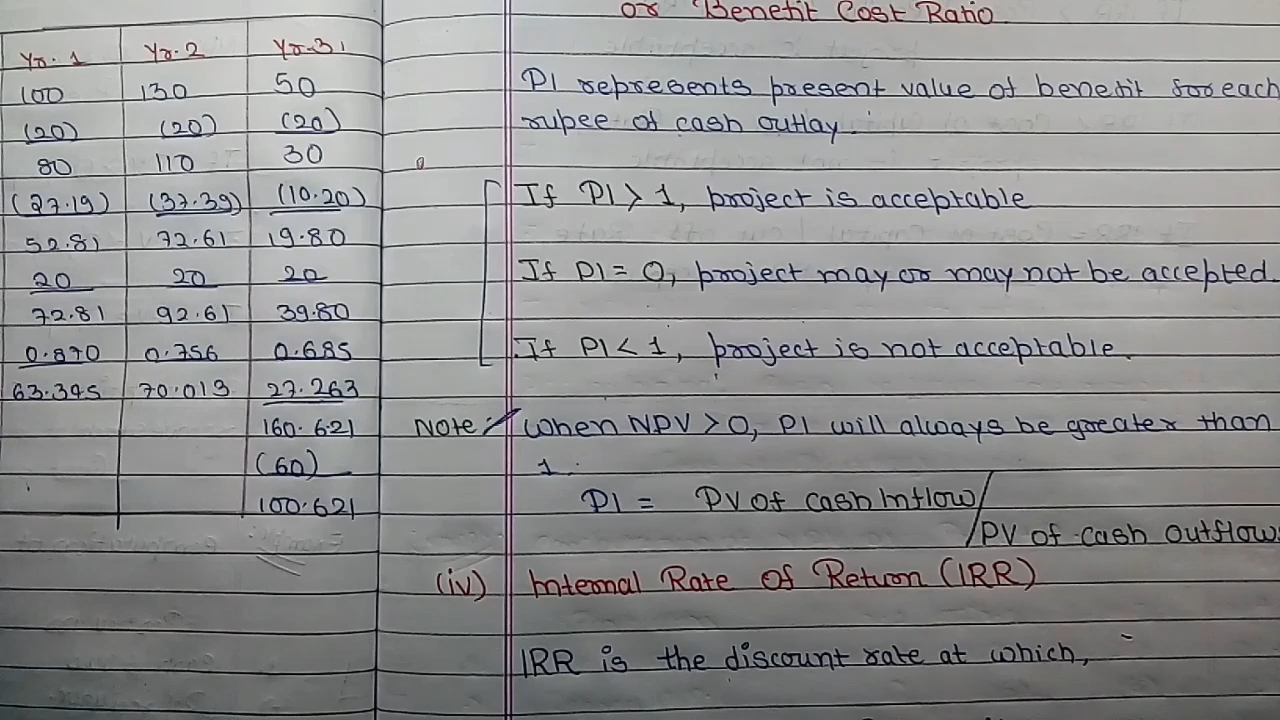 Yr. 1 Yr. 2 Yr. 3
100 130 50
(20) (20) (20)
80 110 30
(27.19) (37.39) (10.20)
52.81 72.61 19.80
20 20 20
72.81 92.61 39.80
0.870 0.756 0.685
63.345 70.013 27.263
160.621
(60)
100.621
or Benefit Cost Ratio
PI represents present value of benefit for each
rupee of cash outlay.
If PI > 1, project is acceptable
If PI = 0, project may or may not be accepted.
If PI < 1, project is not acceptable.
Note:- When NPV > 0, PI will always be greater than
1.
PI = PV of cash Inflow/
/PV of cash Outflow
(iv) Internal Rate Of Return (IRR)
IRR is the discount rate at which,